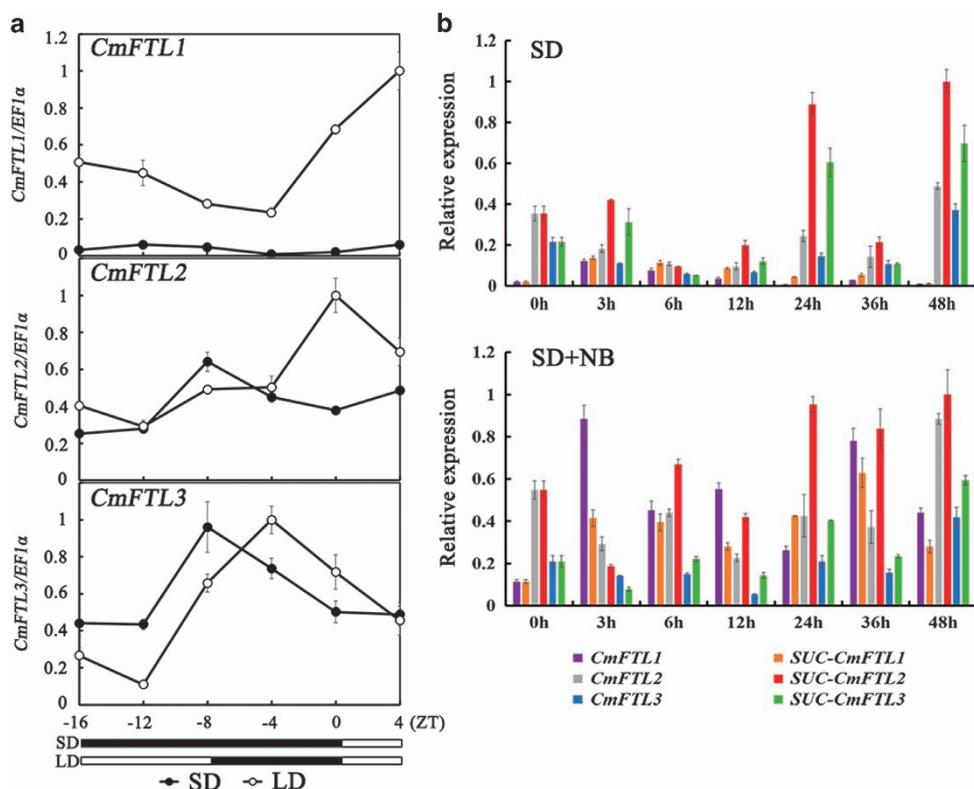 a
CmFTL1
CmFTL1/EF1α
1.2
1
0.8
0.6
0.4
0.2
0
CmFTL2
CmFTL2/EF1α
1
0.8
0.6
0.4
0.2
0
CmFTL3
CmFTL3/EF1α
1
0.8
0.6
0.4
0.2
0
-16 -12 -8 -4 0 4 (ZT)
SD
LD
SD LD
b
SD
Relative expression
1.2
1
0.8
0.6
0.4
0.2
0
0h 3h 6h 12h 24h 36h 48h
SD+NB
Relative expression
1.2
1
0.8
0.6
0.4
0.2
0
0h 3h 6h 12h 24h 36h 48h
CmFTL1 SUC-CmFTL1
CmFTL2 SUC-CmFTL2
CmFTL3 SUC-CmFTL3